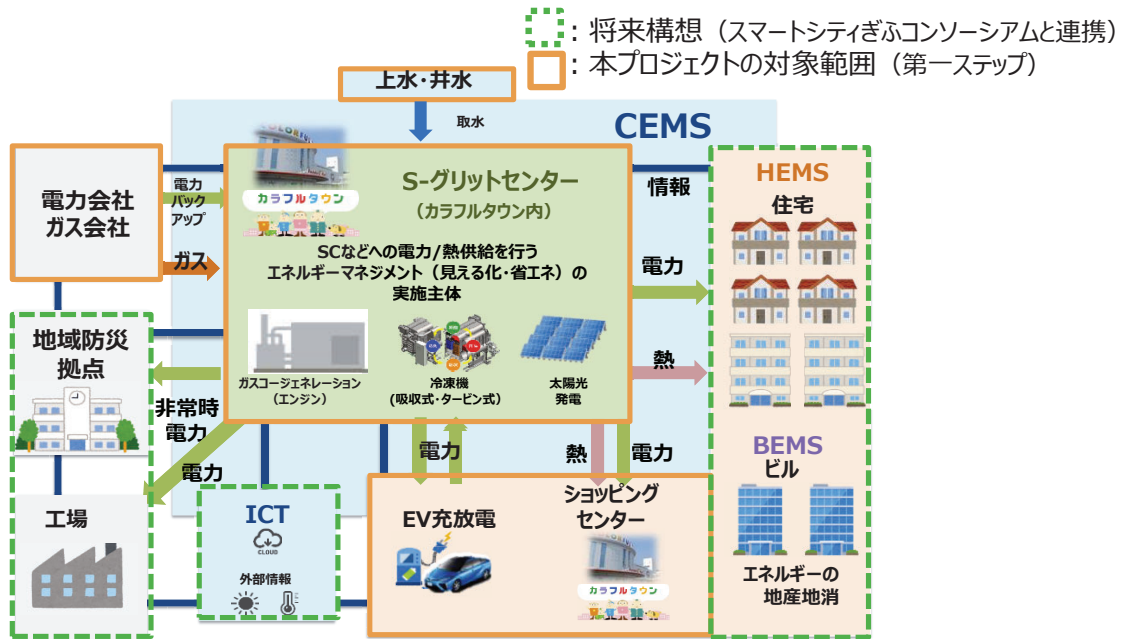 ：将来構想（スマートシティぎふコンソーシアムと連携）
：本プロジェクトの対象範囲（第一ステップ）
上水・井水
取水
CEMS
電力会社
ガス会社
電力
バック
アップ
ガス
カラフルタウン
S-グリットセンター
（カラフルタウン内）
SCなどへの電力/熱供給を行う
エネルギーマネジメント（見える化・省エネ）の
実施主体
ガスコージェネレーション
（エンジン）
冷凍機
(吸収式・タービン式)
太陽光
発電
情報
電力
熱
HEMS
住宅
BEMS
ビル
エネルギーの
地産地消
地域防災
拠点
非常時
電力
電力
工場
ICT
CLOUD
外部情報
電力
熱
電力
EV充放電
ショッピング
センター
カラフルタウン